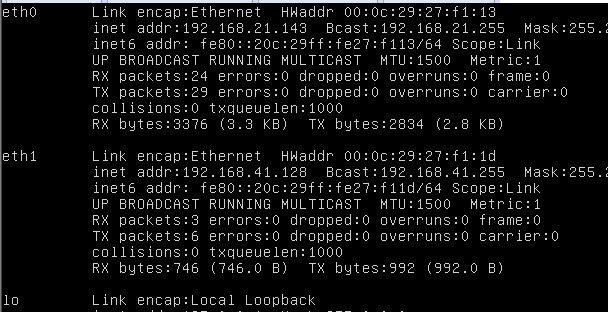 eth0 Link encap:Ethernet HWaddr 00:0c:29:27:f1:13
inet addr:192.168.21.143 Bcast:192.168.21.255 Mask:255.2
inet6 addr: fe80::20c:29ff:fe27:f113/64 Scope:Link
UP BROADCAST RUNNING MULTICAST MTU:1500 Metric:1
RX packets:24 errors:0 dropped:0 overruns:0 frame:0
TX packets:29 errors:0 dropped:0 overruns:0 carrier:0
collisions:0 txqueuelen:1000
RX bytes:3376 (3.3 KB) TX bytes:2834 (2.8 KB)
eth1 Link encap:Ethernet HWaddr 00:0c:29:27:f1:1d
inet addr:192.168.41.128 Bcast:192.168.41.255 Mask:255.2
inet6 addr: fe80::20c:29ff:fe27:f11d/64 Scope:Link
UP BROADCAST RUNNING MULTICAST MTU:1500 Metric:1
RX packets:3 errors:0 dropped:0 overruns:0 frame:0
TX packets:6 errors:0 dropped:0 overruns:0 carrier:0
collisions:0 txqueuelen:1000
RX bytes:746 (746.0 B) TX bytes:992 (992.0 B)
lo Link encap:Local Loopback